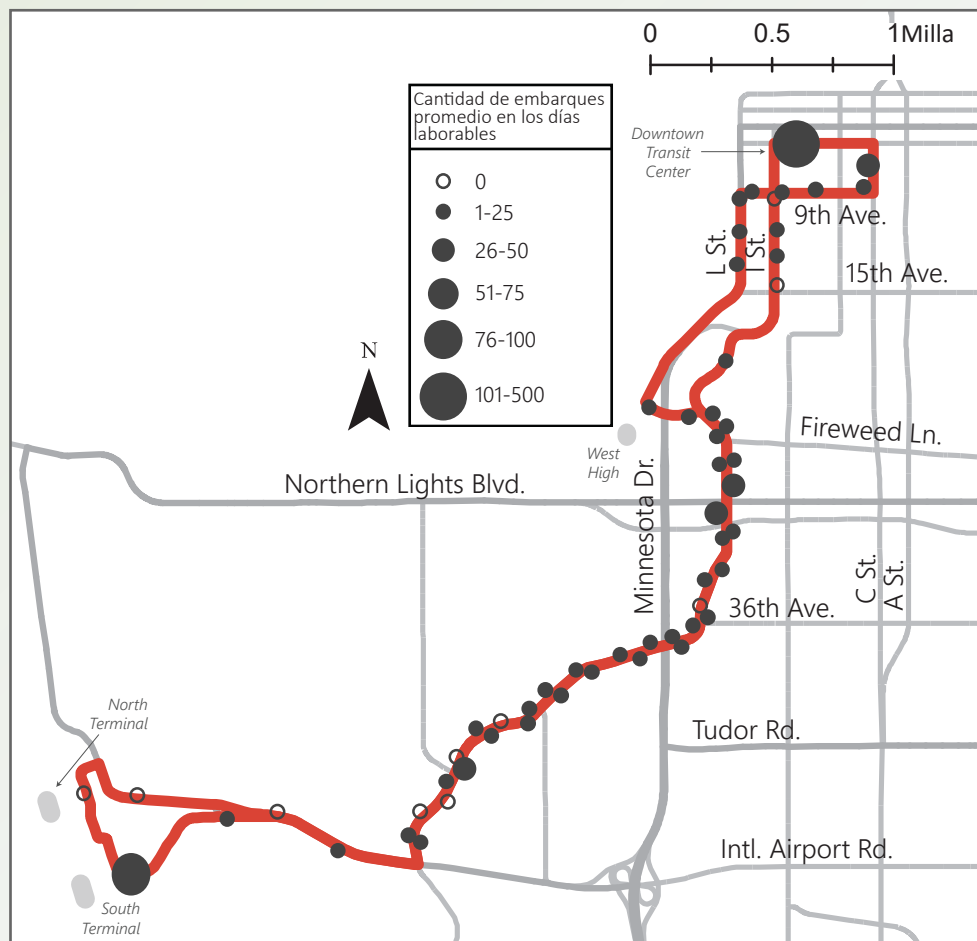 0 0.5 1Milla
Cantidad de embarques
promedio en los días
laborables
0
1-25
26-50
51-75
76-100
101-500
N
Downtown
Transit
Center
9th Ave.
L St.
I St.
15th Ave.
Fireweed Ln.
West
High
Northern Lights Blvd.
Minnesota Dr.
C St.
A St.
36th Ave.
North
Terminal
Tudor Rd.
Intl. Airport Rd.
South
Terminal